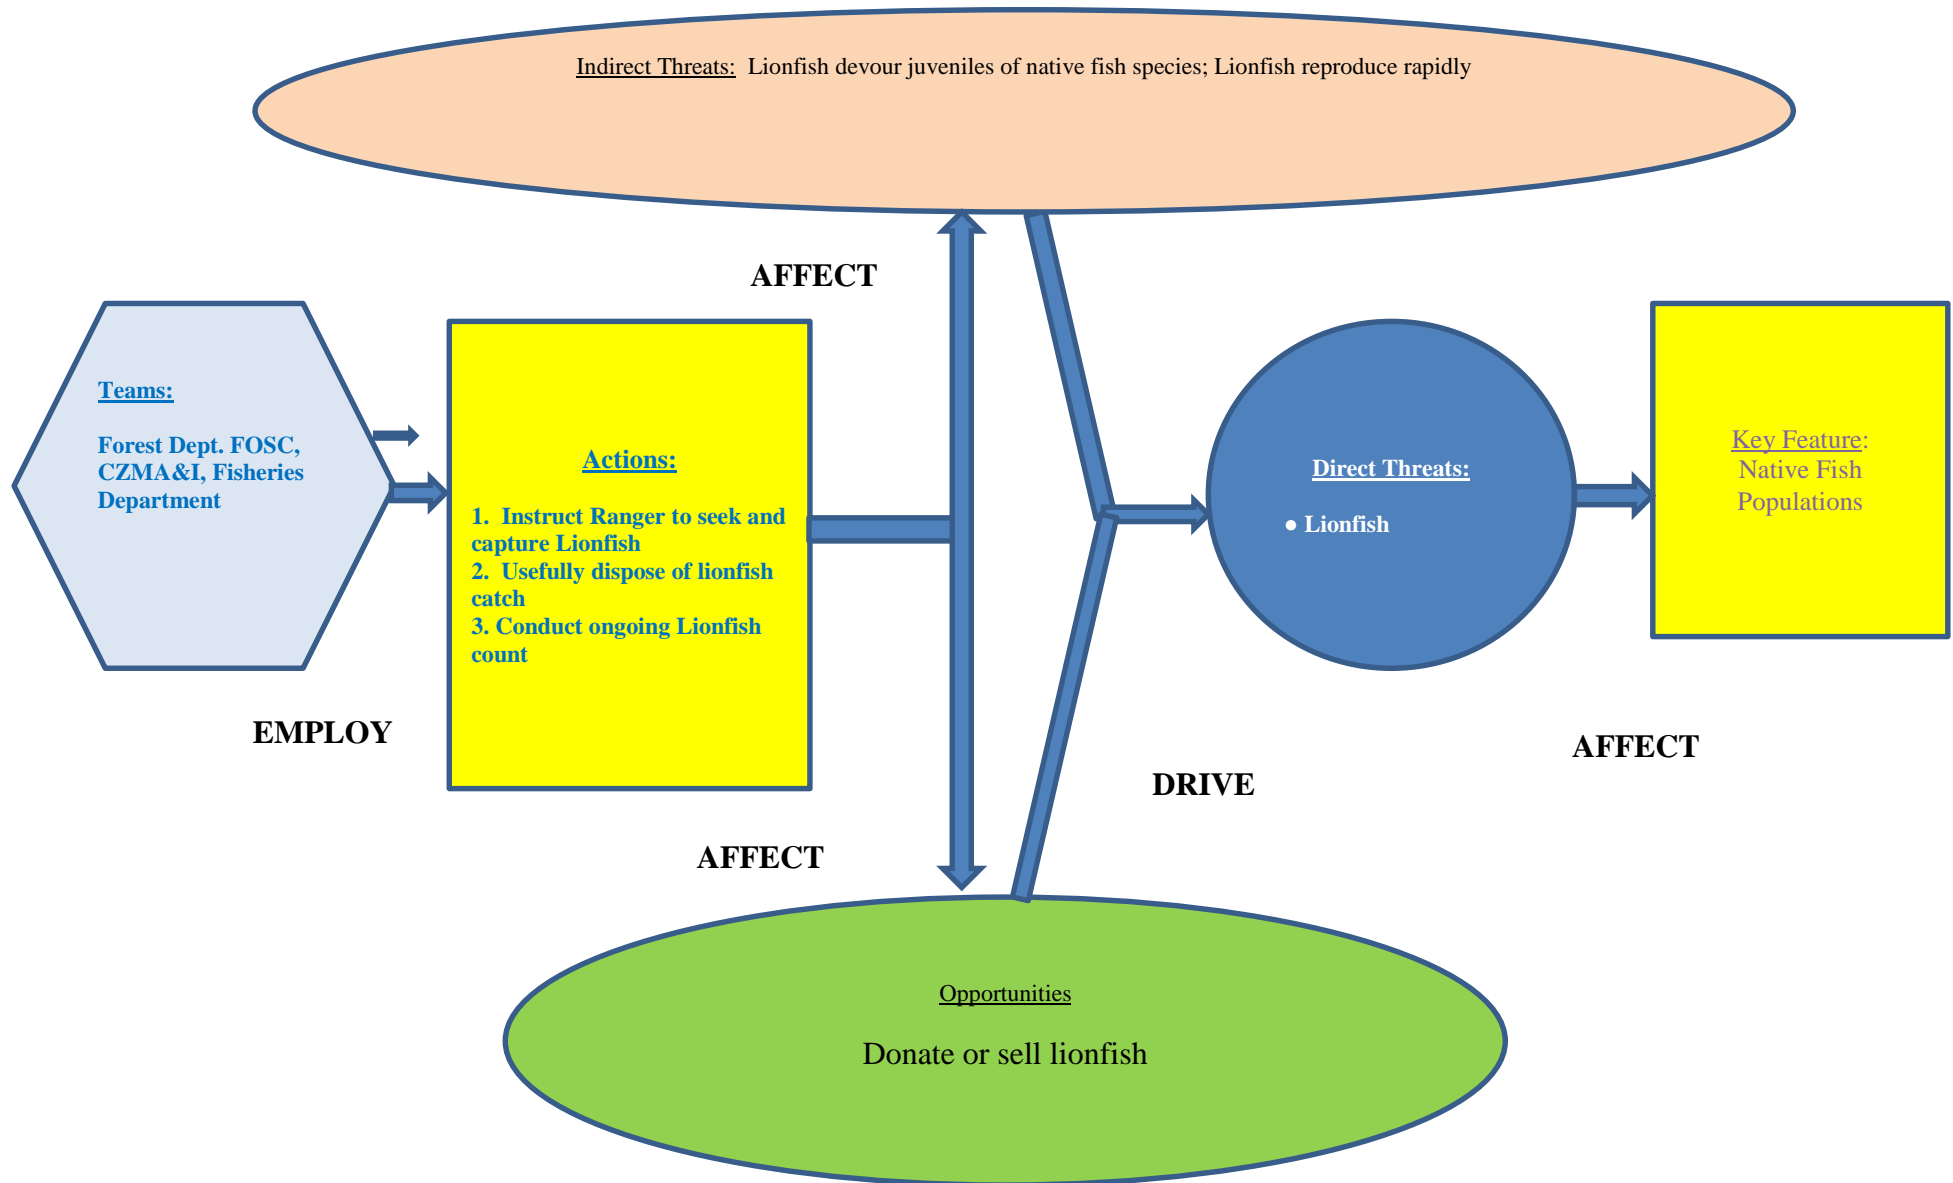 Indirect Threats:  Lionfish devour juveniles of native fish species; Lionfish reproduce rapidly
AFFECT
Teams:
Forest Dept. FOSC,
CZMA&I, Fisheries
Department
EMPLOY
Actions:
1.  Instruct Ranger to seek and
capture Lionfish
2.  Usefully dispose of lionfish
catch
3. Conduct ongoing Lionfish
count
AFFECT
DRIVE
Direct Threats:
● Lionfish
AFFECT
Key Feature:
Native Fish
Populations
Opportunities
Donate or sell lionfish